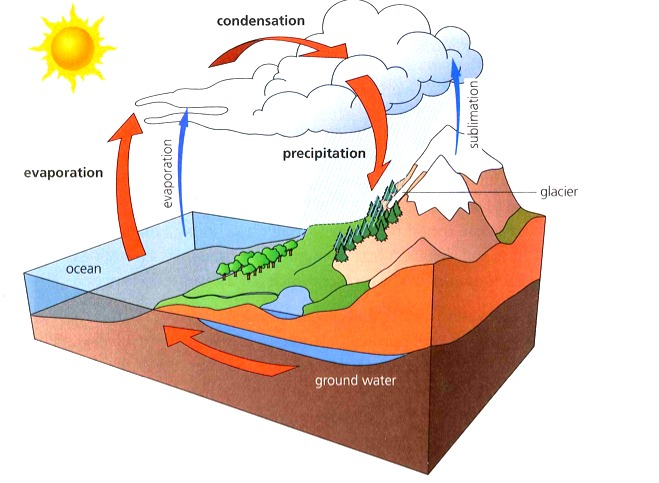 condensation
precipitation
sublimation
evaporation
evaporation
glacier
ocean
ground water